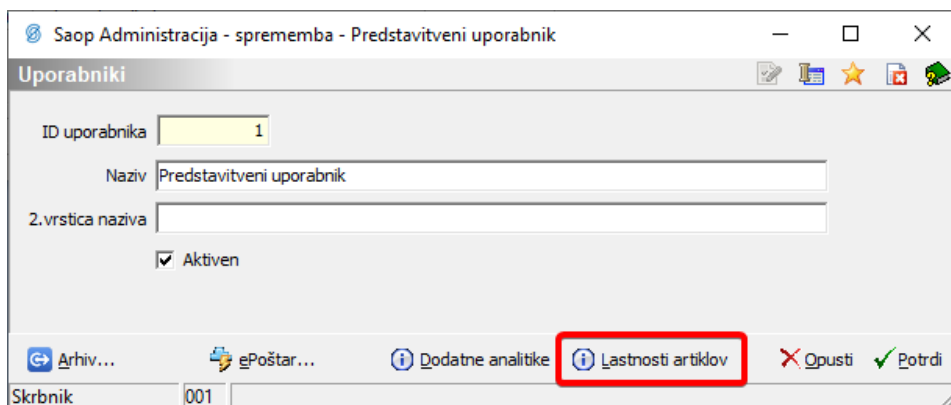 Saop Administracija - sprememba - Predstavitveni uporabnik
Uporabniki
ID uporabnika 1
Naziv Predstavitveni uporabnik
2.vrstica naziva
Aktiven
Arhiv... ePoštar... Dodatne analitike Lastnosti artiklov Opusti Potrdi
Skrbnik 001